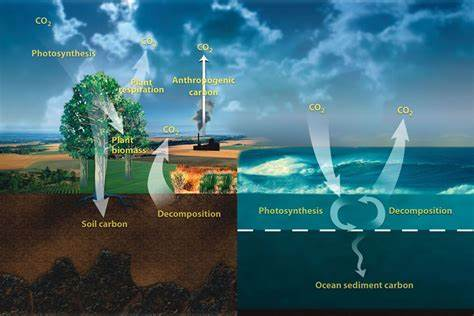 CO2
Photosynthesis
CO2
Plant
respiration
CO2
Anthropogenic
carbon
Plant
biomass
CO2
Decomposition
Soil carbon
CO2
CO2
Photosynthesis
Decomposition
Ocean sediment carbon